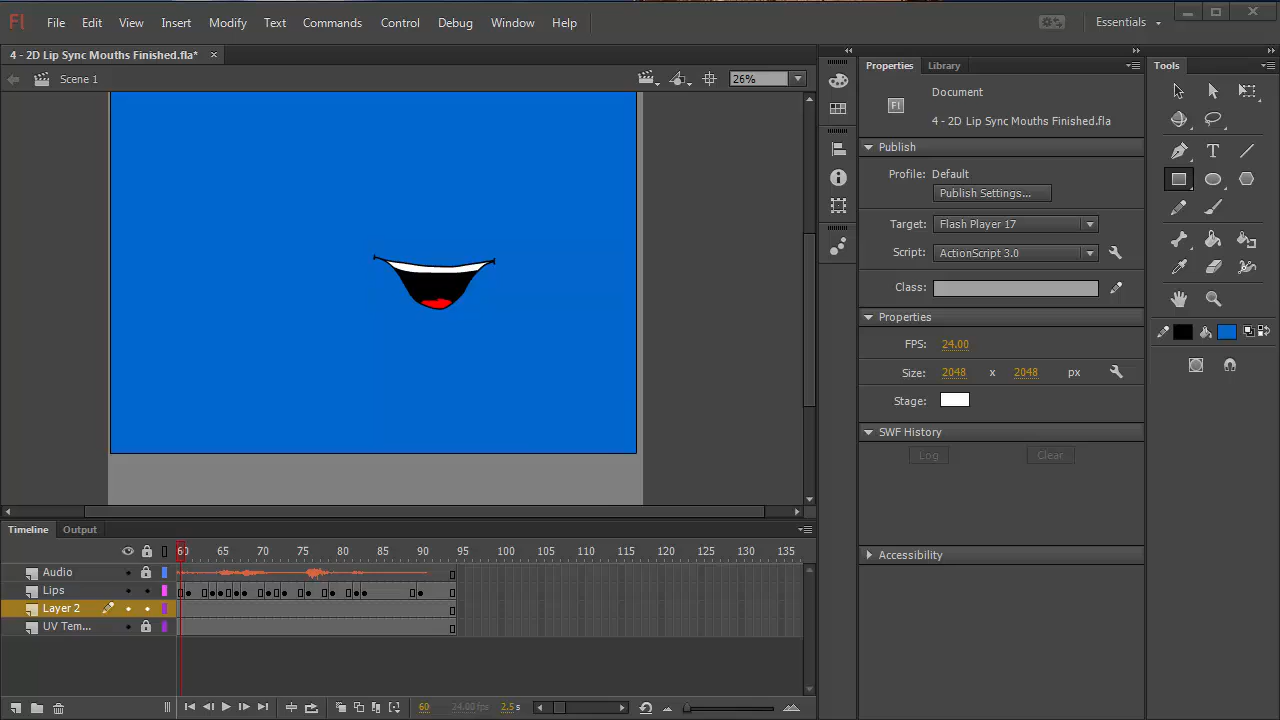 Fl File Edit View Insert Modify Text Commands Control Debug Window Help Essentials
4 - 2D Lip Sync Mouths Finished.fla* ×
Scene 1 26%
Properties Library
Tools
Document
Fl 4 - 2D Lip Sync Mouths Finished.fla
Publish
Profile: Default
Publish Settings...
Target: Flash Player 17
Script: ActionScript 3.0
Class:
Properties
FPS: 24.00
Size: 2048 x 2048 px
Stage:
SWF History
Log Clear
Accessibility
Timeline Output
60 65 70 75 80 85 90 95 100 105 110 115 120 125 130 135
Audio
Lips
Layer 2
UV Tem...
60 24.00 fps 2.5 s